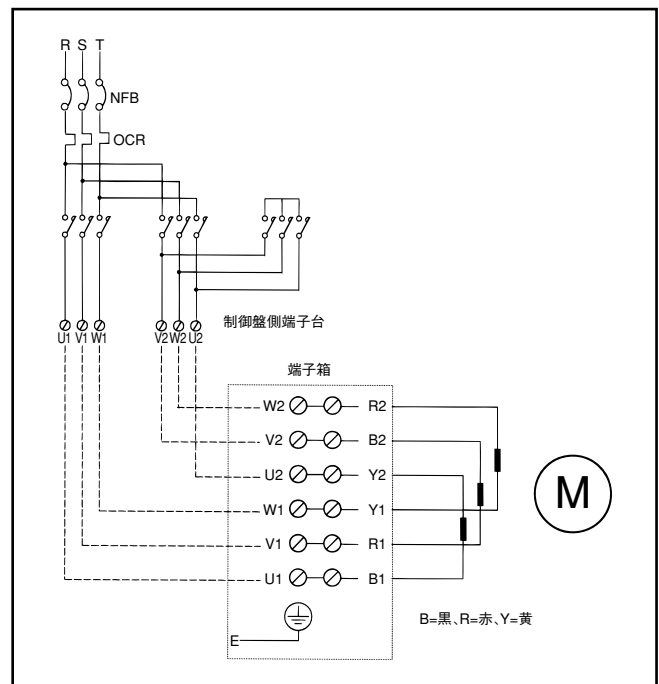 R S T
NFB
OCR
制御盤側端子台
U1 V1 W1 V2 W2 U2
端子箱
W2 R2
V2 B2
U2 Y2
W1 Y1
V1 R1
U1 B1
M
E
B=黒、R=赤、Y=黄